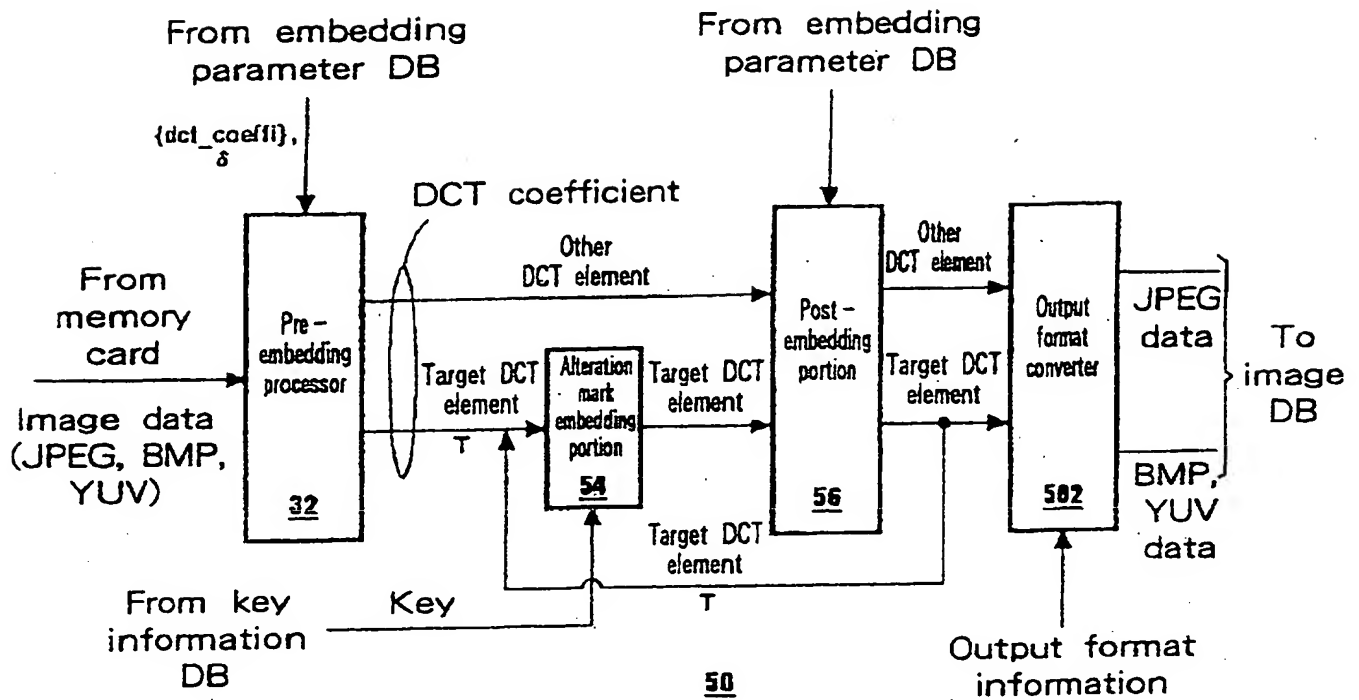 From embedding
parameter DB
From embedding
parameter DB
{dct_coeffi},
δ
DCT coefficient
Other
DCT element
Other
DCT element
From
memory
card
Image data
(JPEG, BMP,
YUV)
Pre-
embedding
processor
32
Target DCT
element
T
Alteration
mark
embedding
portion
54
Target DCT
element
Post-
embedding
portion
56
Target DCT
element
Output
format
converter
582
JPEG
data
BMP,
YUV
data
To
image
DB
Target DCT
element
T
From key
information
DB
Key
Output format
information
50